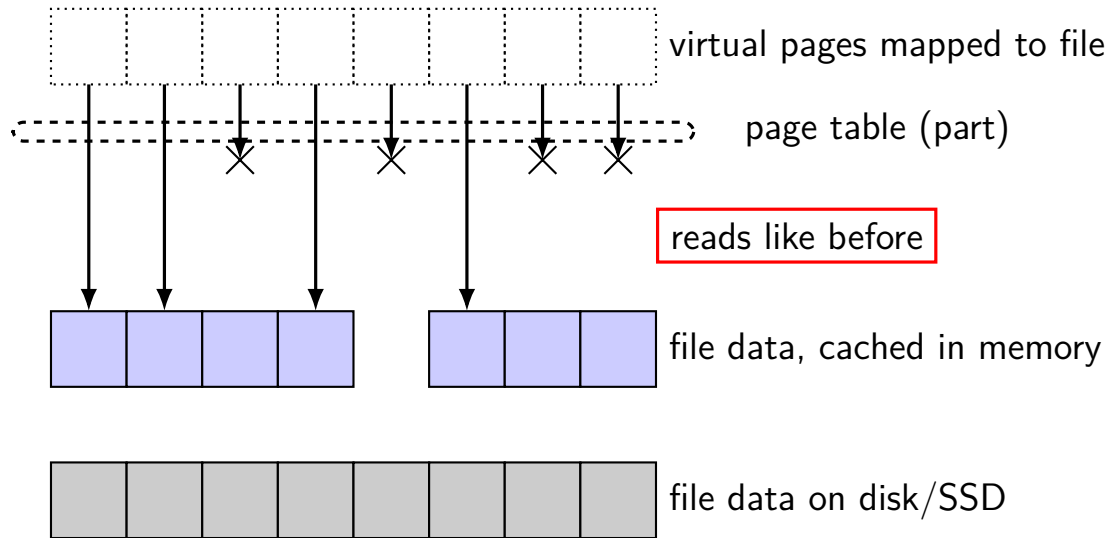 virtual pages mapped to file
page table (part)
reads like before
file data, cached in memory
file data on disk/SSD